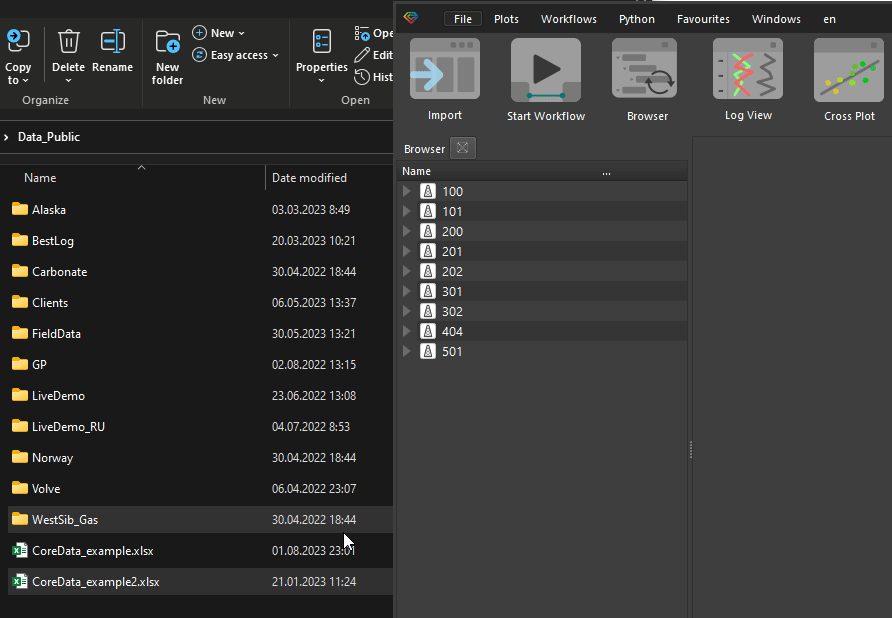 Copy to
Delete
Rename
New folder
New
Easy access
Properties
Edit
Organize
New
Open
Data_Public
Name
Date modified
Alaska
03.03.2023 8:49
BestLog
20.03.2023 10:21
Carbonate
30.04.2022 18:44
Clients
06.05.2023 13:37
FieldData
30.05.2023 13:21
GP
02.08.2022 13:15
LiveDemo
23.06.2022 13:08
LiveDemo_RU
04.07.2022 8:53
Norway
30.04.2022 18:44
Volve
06.04.2022 23:07
WestSib_Gas
30.04.2022 18:44
CoreData_example.xlsx
01.08.2023 23:01
CoreData_example2.xlsx
21.01.2023 11:24
File
Plots
Workflows
Python
Favourites
Windows
en
Import
Start Workflow
Browser
Log View
Cross Plot
Browser
Name
...
100
101
200
201
202
301
302
404
501